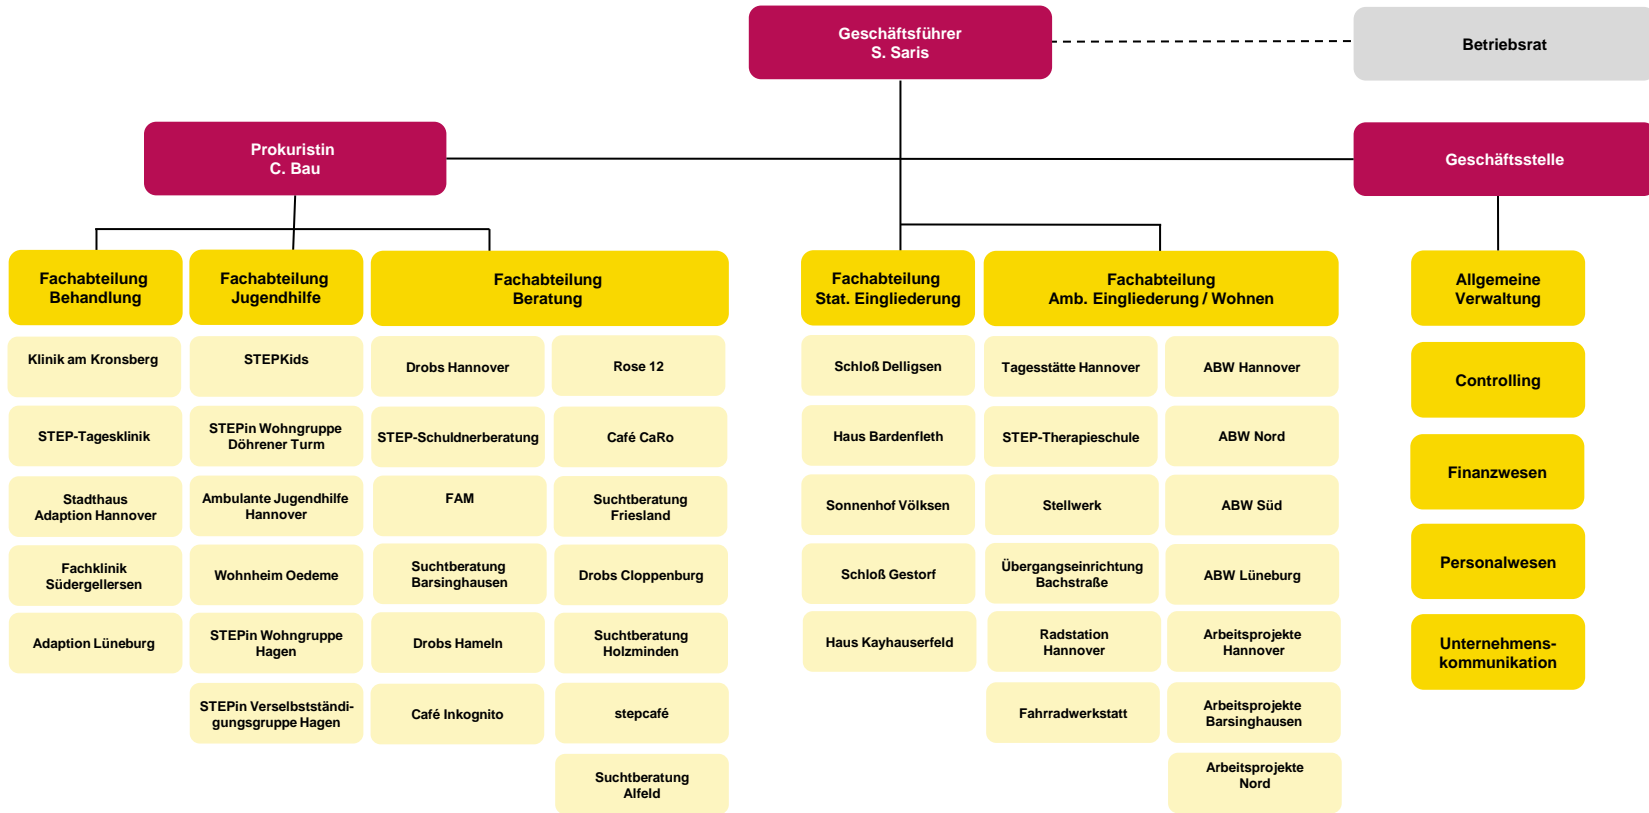 Geschäftsführer
S. Saris
Betriebsrat
Prokuristin
C. Bau
Geschäftsstelle
Fachabteilung
Behandlung
Klinik am Kronsberg
STEP-Tagesklinik
Stadthaus
Adaption Hannover
Fachklinik
Südergellersen
Adaption Lüneburg
Fachabteilung
Jugendhilfe
STEPKids
STEPin Wohngruppe
Döhrener Turm
Ambulante Jugendhilfe
Hannover
Wohnheim Oedeme
STEPin Wohngruppe
Hagen
STEPin Verselbstständi-
gungsgruppe Hagen
Fachabteilung
Beratung
Drobs Hannover
STEP-Schuldnerberatung
FAM
Suchtberatung
Barsinghausen
Drobs Hameln
Café Inkognito
Rose 12
Café CaRo
Suchtberatung
Friesland
Drobs Cloppenburg
Suchtberatung
Holzminden
stepcafé
Suchtberatung
Alfeld
Fachabteilung
Stat. Eingliederung
Schloß Delligsen
Haus Bardenfleth
Sonnenhof Völksen
Schloß Gestorf
Haus Kayhauserfeld
Fachabteilung
Amb. Eingliederung / Wohnen
Tagesstätte Hannover
STEP-Therapieschule
Stellwerk
Übergangseinrichtung
Bachstraße
Radstation
Hannover
Fahrradwerkstatt
ABW Hannover
ABW Nord
ABW Süd
ABW Lüneburg
Arbeitsprojekte
Hannover
Arbeitsprojekte
Barsinghausen
Arbeitsprojekte
Nord
Allgemeine
Verwaltung
Controlling
Finanzwesen
Personalwesen
Unternehmens-
kommunikation